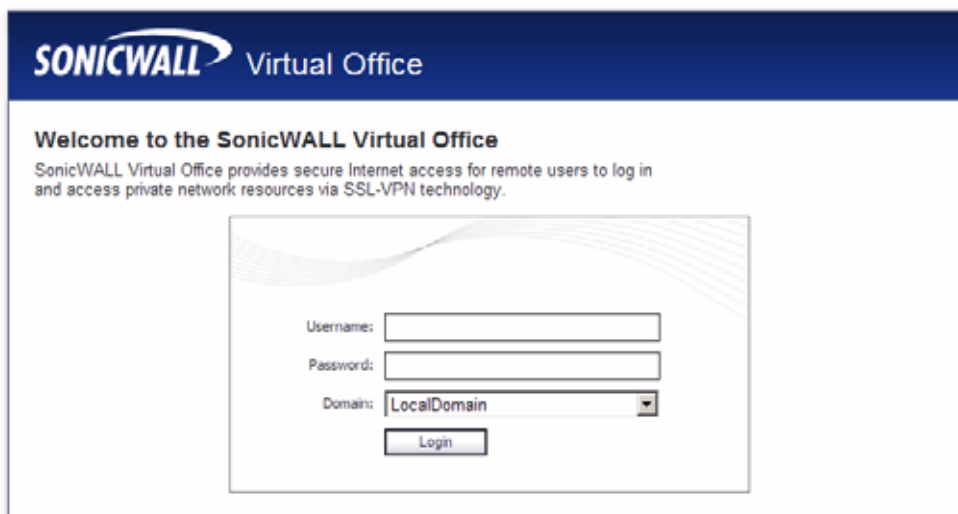 SONICWALL Virtual Office
Welcome to the SonicWALL Virtual Office
SonicWALL Virtual Office provides secure Internet access for remote users to log in
and access private network resources via SSL-VPN technology.
Username:
Password:
Domain: LocalDomain
Login